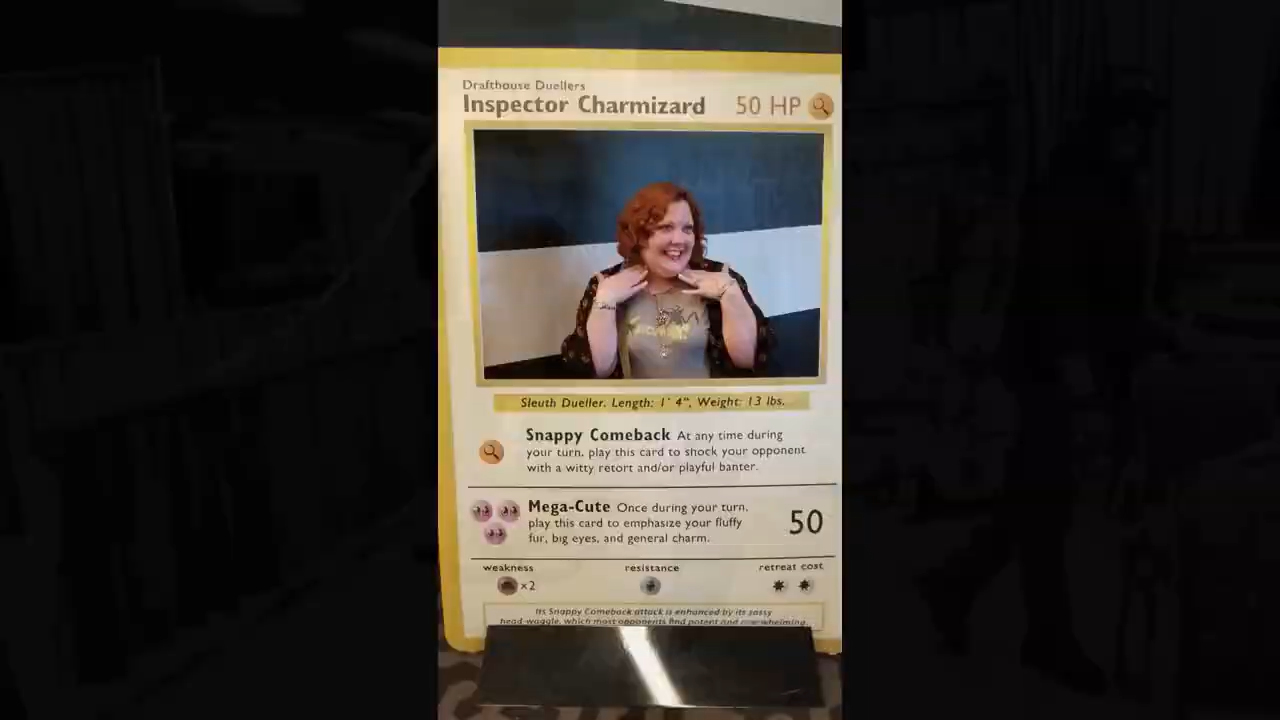 Drafthouse Duellers
Inspector Charmizard 50 HP
Sleuth Dueller. Length: 1' 4", Weight: 13 lbs.
Snappy Comeback At any time during
your turn, play this card to shock your opponent
with a witty retort and/or playful banter.
Mega-Cute Once during your turn,
play this card to emphasize your fluffy
fur, big eyes, and general charm.
50
weakness resistance retreat cost
x2
Its Snappy Comeback attack is enhanced by its sassy
head-waggle, which most opponents find potent and overwhelming.